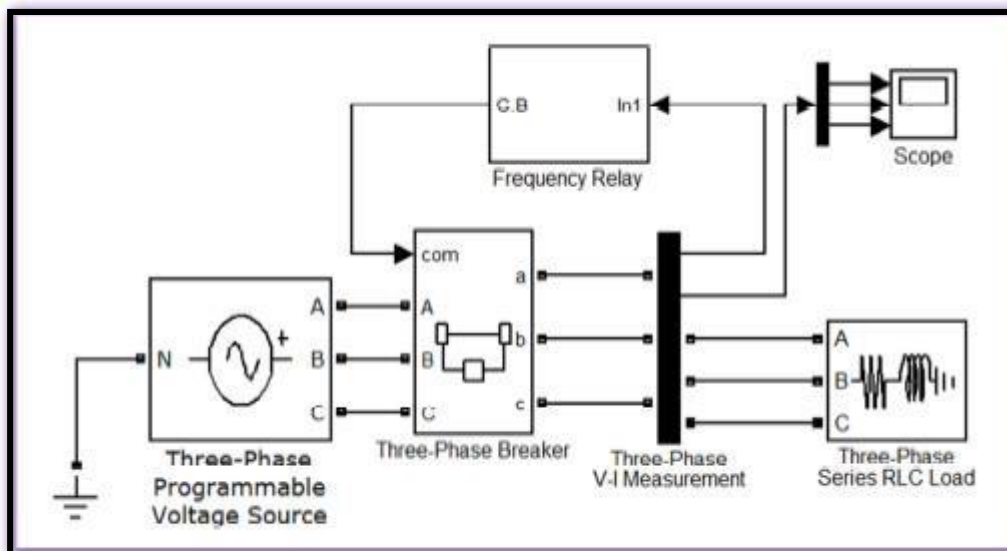 C.B
In1
Scope
Frequency Relay
com
a
A
A
N
+
B
B
b
A
B
C
C
C
c
Three-Phase Breaker
Three-Phase
Programmable
Voltage Source
Three-Phase
V-I Measurement
Three-Phase
Series RLC Load